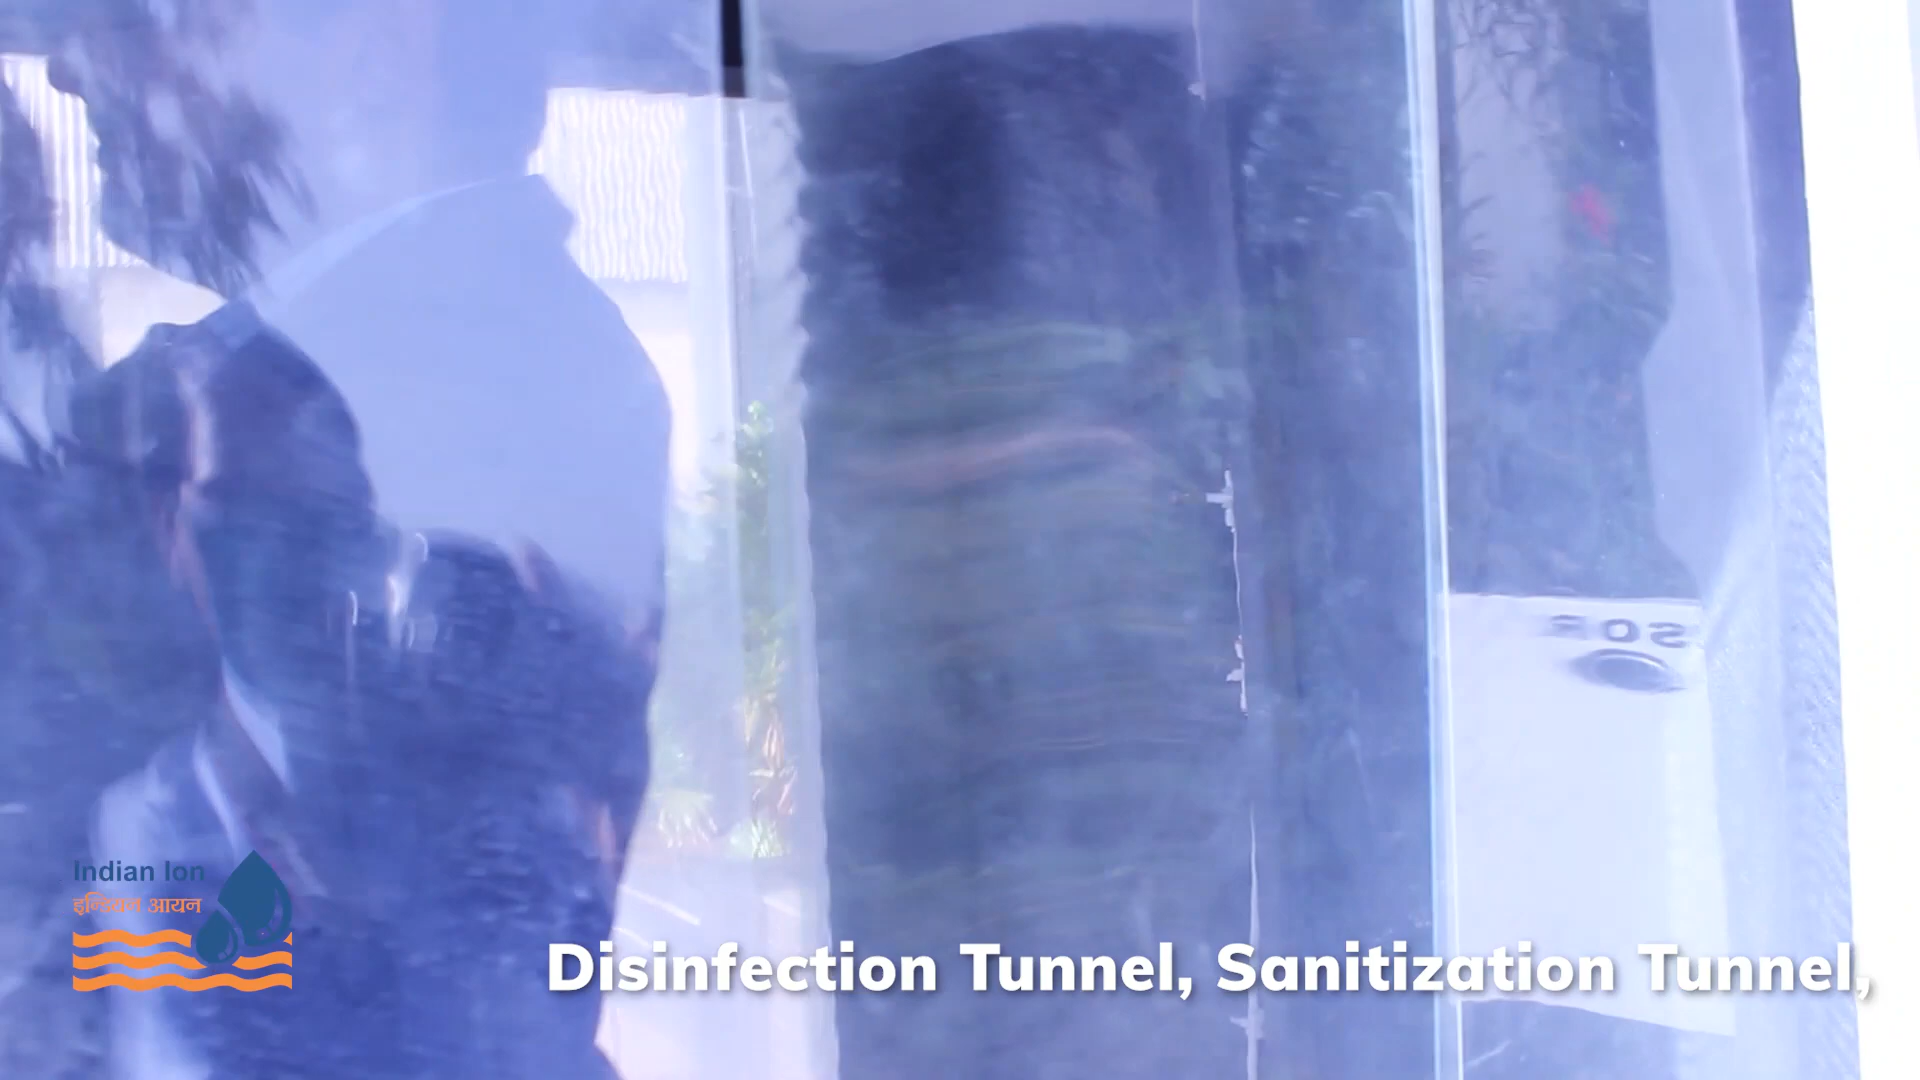 Indian Ion
इन्डियन आयन
Disinfection Tunnel, Sanitization Tunnel,